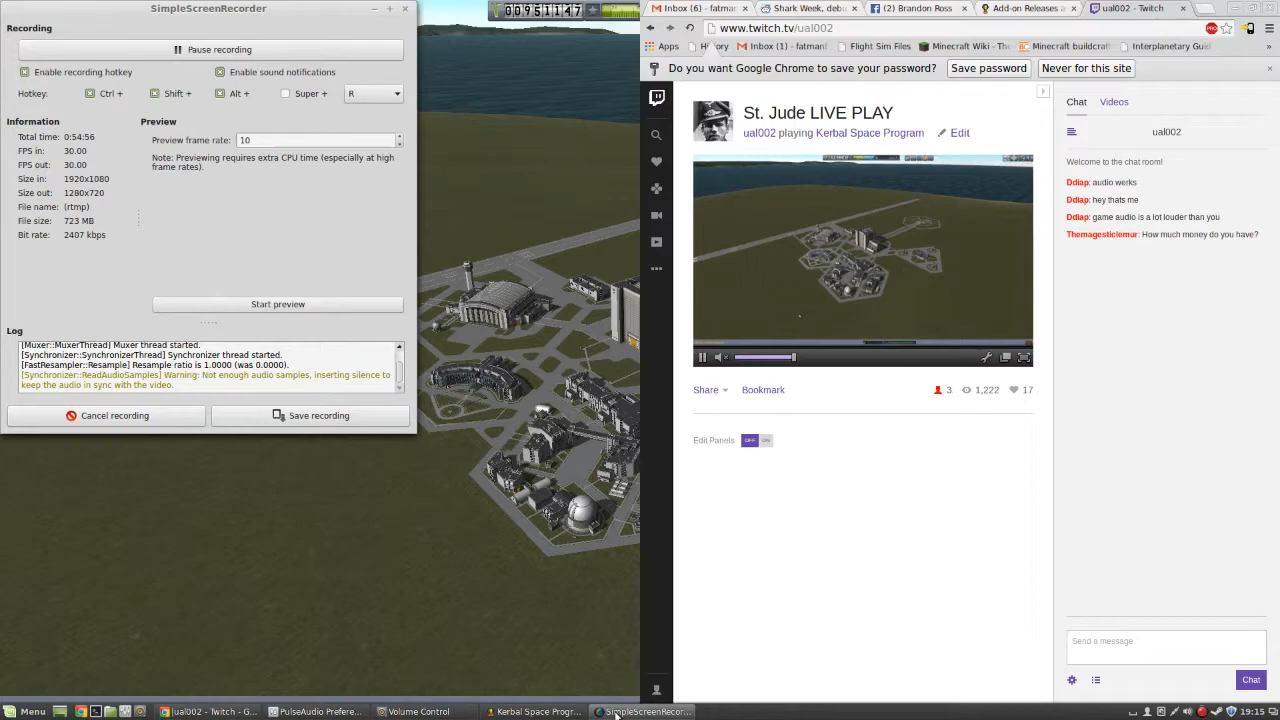 SimpleScreenRecorder
Recording
Pause recording
Enable recording hotkey
Enable sound notifications
Hotkey:
Ctrl +
Shift +
Alt +
Super +
R
Information
Total time: 0:54:56
FPS in: 30.00
FPS out: 30.00
Size in: 1920x1080
Size out: 1280x720
File name: (rtmp)
File size: 723 MB
Bit rate: 2407 kbps
Preview
Preview frame rate: 10
Note: Previewing requires extra CPU time (especially at high
frame rates).
Start preview
Log
[Muxer::MuxerThread] Muxer thread started.
[Synchronizer::SynchronizerThread] Synchronizer thread started.
[FastResampler::Resample] Resample ratio is 1.0000 (was 0.0000).
[Synchronizer::ReadAudioSamples] Warning: Not enough audio samples, inserting silence to
keep the audio in sync with the video.
Cancel recording
Save recording
00951147
Inbox (6) - fatman
Shark Week, debu
(2) Brandon Ross
Add-on Releases a
ual002 - Twitch
www.twitch.tv/ual002
Apps
History
Inbox (1) - fatmanf
Flight Sim Files
Minecraft Wiki - The
Minecraft buildcraf
Interplanetary Guid
Do you want Google Chrome to save your password?
Save password
Never for this site
St. Jude LIVE PLAY
ual002 playing Kerbal Space Program
Edit
Share
Bookmark
3
1,222
17
Edit Panels
OFF
ON
Chat
Videos
ual002
Welcome to the chat room!
Ddiap: audio werks
Ddiap: hey thats me
Ddiap: game audio is a lot louder than you
Themagesticlemur: How much money do you have?
Send a message
Chat
Menu
[ual002 - Twitch - G...
PulseAudio Prefere...
Volume Control
Kerbal Space Progr...
SimpleScreenRecor...
19:15